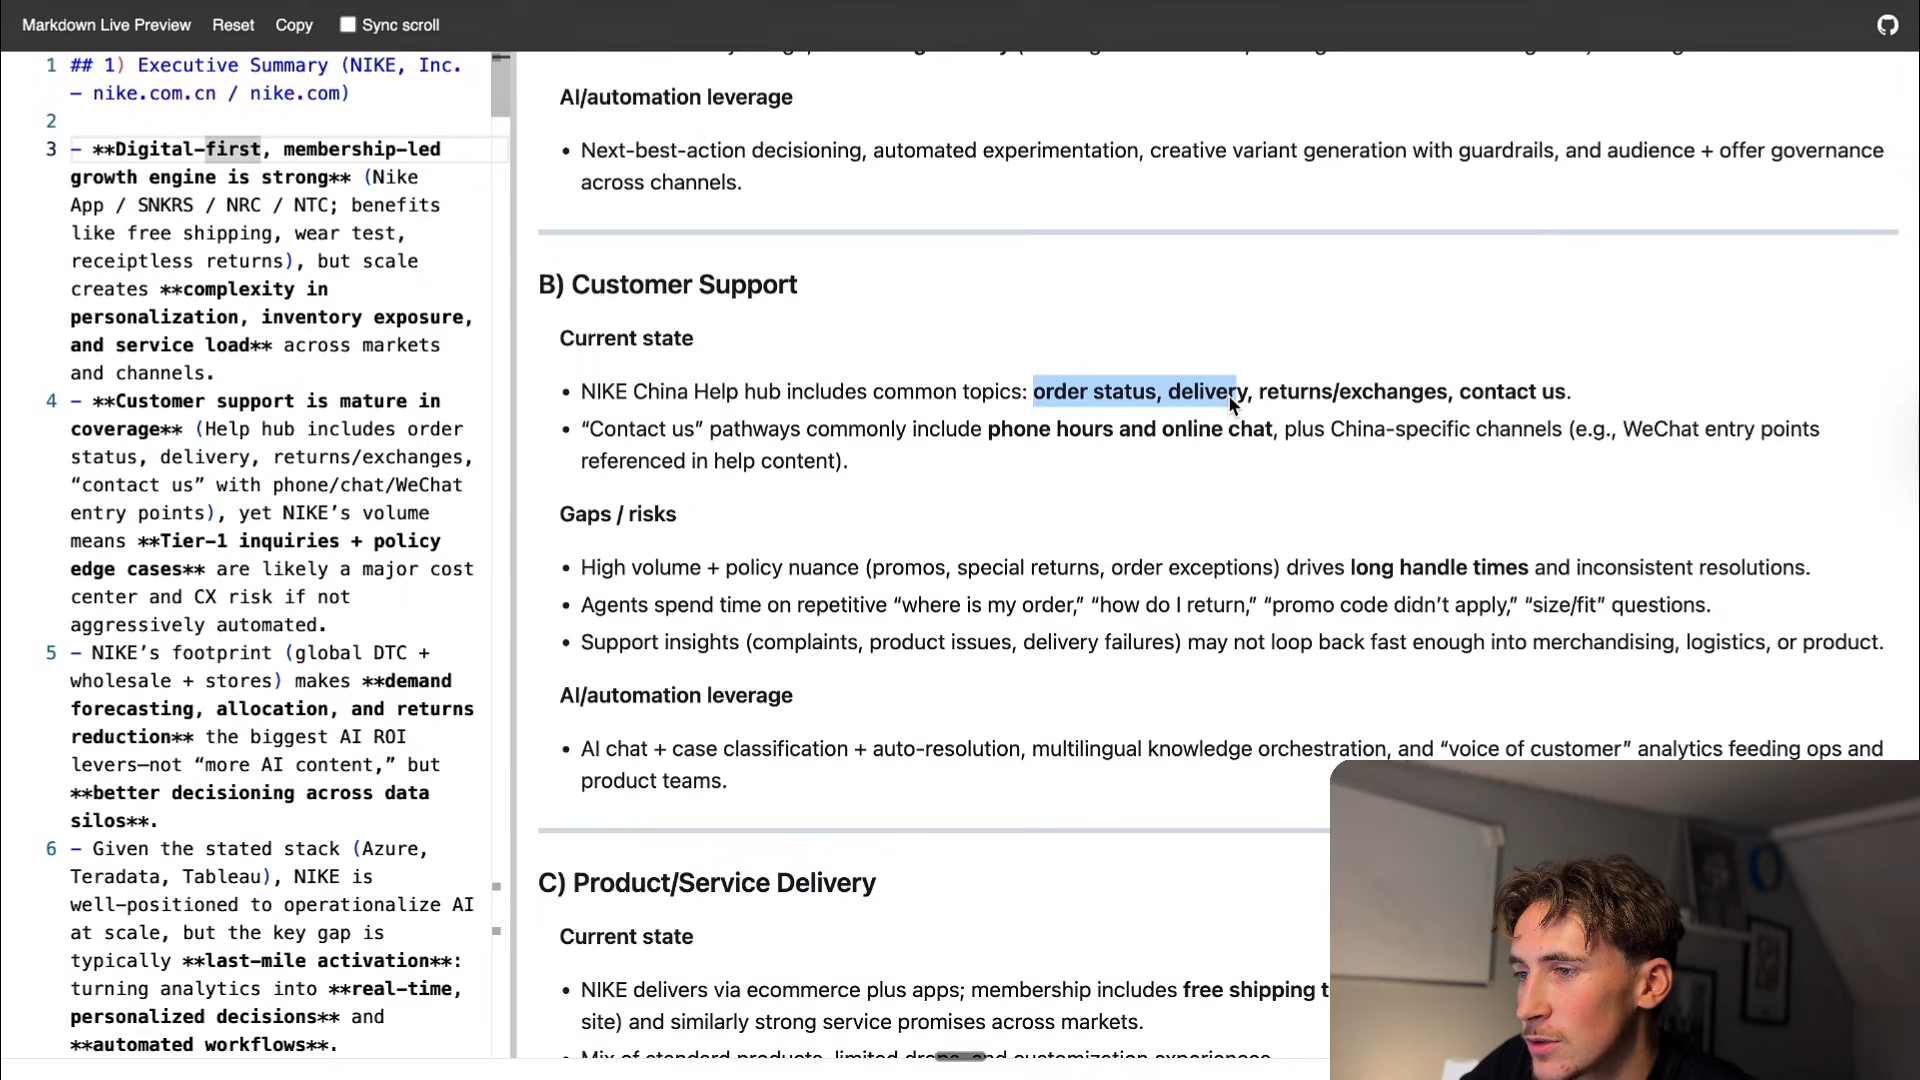 Markdown Live Preview Reset Copy Sync scroll
1 ## 1) Executive Summary (NIKE, Inc.
– nike.com.cn / nike.com)
2
3 - **Digital-first, membership-led
growth engine is strong** (Nike
App / SNKRS / NRC / NTC; benefits
like free shipping, wear test,
receiptless returns), but scale
creates **complexity in
personalization, inventory exposure,
and service load** across markets
and channels.
4 - **Customer support is mature in
coverage** (Help hub includes order
status, delivery, returns/exchanges,
“contact us” with phone/chat/WeChat
entry points), yet NIKE’s volume
means **Tier-1 inquiries + policy
edge cases** are likely a major cost
center and CX risk if not
aggressively automated.
5 - NIKE’s footprint (global DTC +
wholesale + stores) makes **demand
forecasting, allocation, and returns
reduction** the biggest AI ROI
levers—not “more AI content,” but
**better decisioning across data
silos**.
6 - Given the stated stack (Azure,
Teradata, Tableau), NIKE is
well-positioned to operationalize AI
at scale, but the key gap is
typically **last-mile activation**:
turning analytics into **real-time,
personalized decisions** and
**automated workflows**.
AI/automation leverage
• Next-best-action decisioning, automated experimentation, creative variant generation with guardrails, and audience + offer governance
across channels.
B) Customer Support
Current state
• NIKE China Help hub includes common topics: order status, delivery, returns/exchanges, contact us.
• “Contact us” pathways commonly include phone hours and online chat, plus China-specific channels (e.g., WeChat entry points
referenced in help content).
Gaps / risks
• High volume + policy nuance (promos, special returns, order exceptions) drives long handle times and inconsistent resolutions.
• Agents spend time on repetitive “where is my order,” “how do I return,” “promo code didn’t apply,” “size/fit” questions.
• Support insights (complaints, product issues, delivery failures) may not loop back fast enough into merchandising, logistics, or product.
AI/automation leverage
• AI chat + case classification + auto-resolution, multilingual knowledge orchestration, and “voice of customer” analytics feeding ops and
product teams.
C) Product/Service Delivery
Current state
• NIKE delivers via ecommerce plus apps; membership includes free shipping t
site) and similarly strong service promises across markets.
• Mix of standard products, limited drops, and customization experiences.